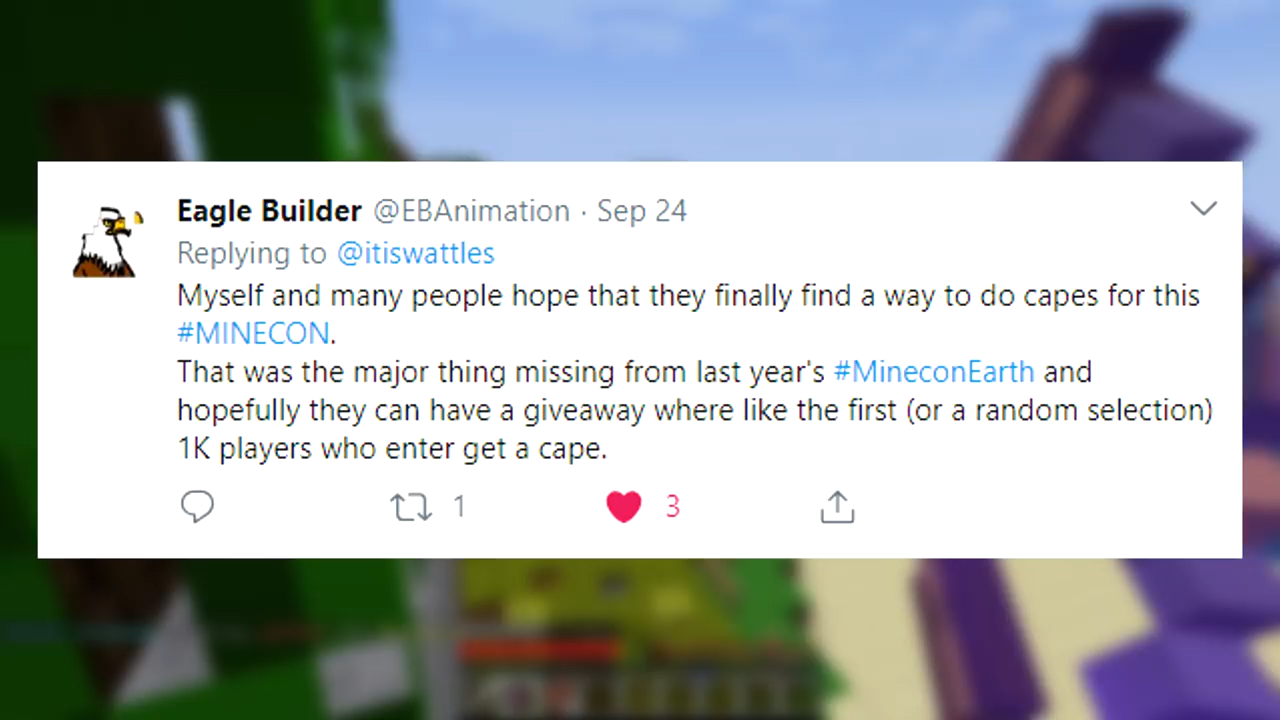 Eagle Builder @EBAnimation · Sep 24
Replying to @itiswattles
Myself and many people hope that they finally find a way to do capes for this
#MINECON.
That was the major thing missing from last year's #MineconEarth and
hopefully they can have a giveaway where like the first (or a random selection)
1K players who enter get a cape.
1 3